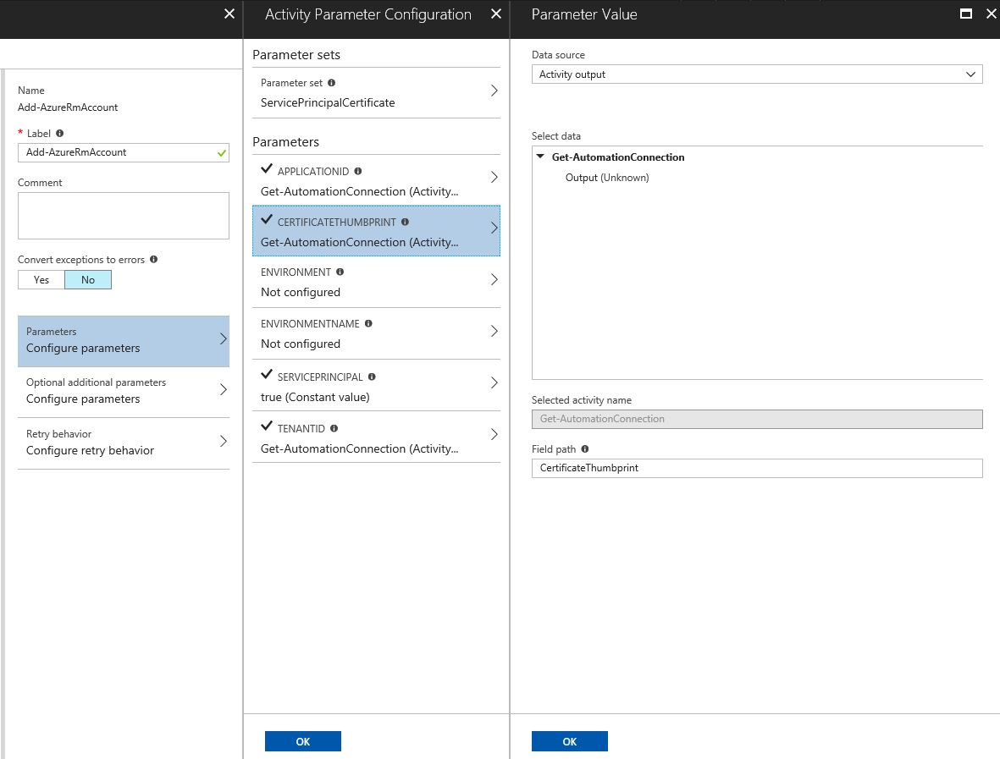 Name
Add-AzureRmAccount
* Label
Add-AzureRmAccount
Comment
Convert exceptions to errors
Yes No
Parameters
Configure parameters
Optional additional parameters
Configure parameters
Retry behavior
Configure retry behavior
Activity Parameter Configuration
Parameter sets
Parameter set
ServicePrincipalCertificate
Parameters
APPLICATIONID
Get-AutomationConnection (Activity...
CERTIFICATETHUMBPRINT
Get-AutomationConnection (Activity...
ENVIRONMENT
Not configured
ENVIRONMENTNAME
Not configured
SERVICEPRINCIPAL
true (Constant value)
TENANTID
Get-AutomationConnection (Activity...
OK
Parameter Value
Data source
Activity output
Select data
Get-AutomationConnection
Output (Unknown)
Selected activity name
Get-AutomationConnection
Field path
CertificateThumbprint
OK